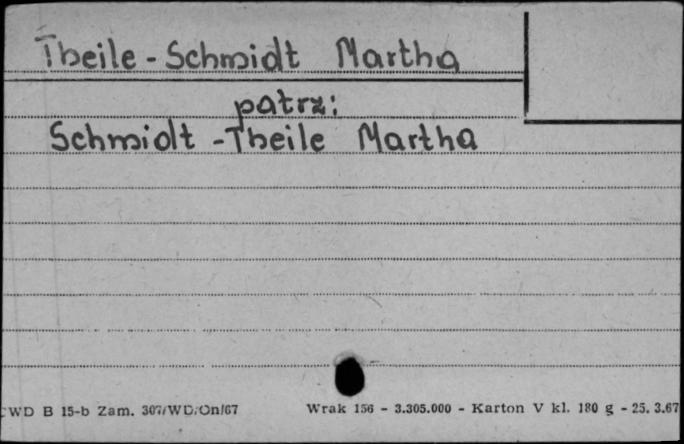 Theile - Schmidt Martha
patrz:
Schmidt - Theile Martha
CWD B 15-b Zam. 307/WD/On/67 Wrak 156 - 3.305.000 - Karton V kl. 180 g - 25. 3.67